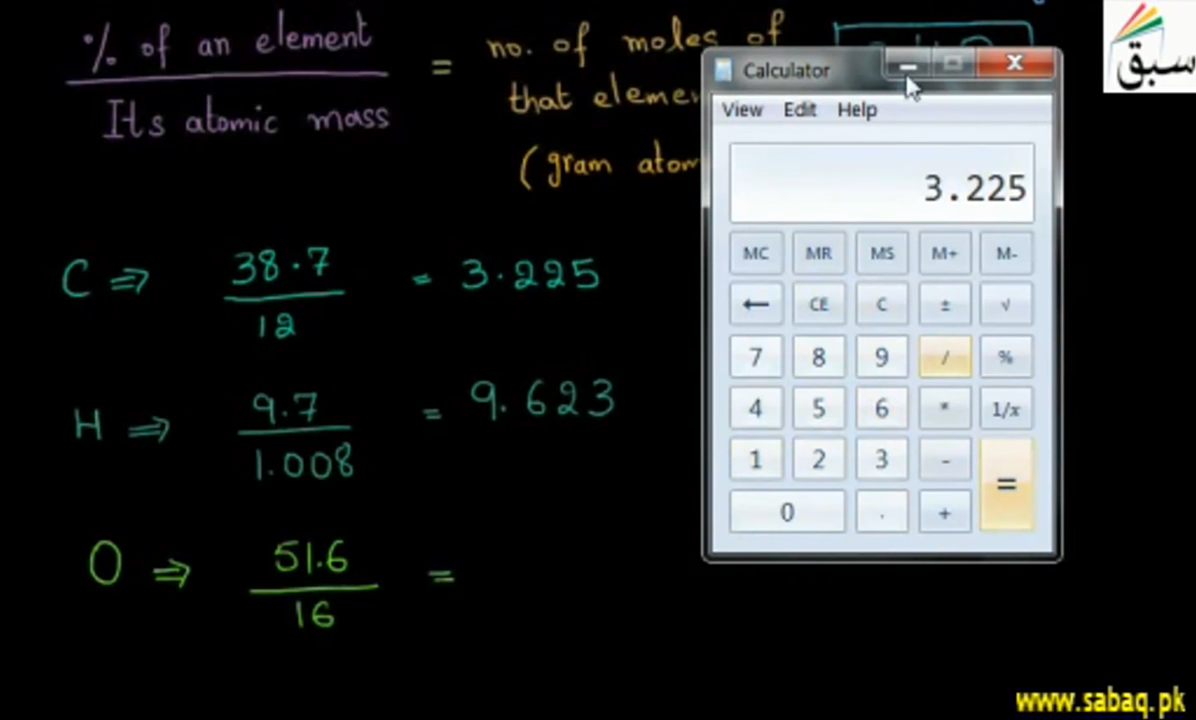 % of an element
Its atomic mass
=
no. of moles of
that eleme
(gram atom
C ⇒ 38.7 / 12 = 3.225
H ⇒ 9.7 / 1.008 = 9.623
O ⇒ 51.6 / 16 =
Calculator
View Edit Help
3.225
MC MR MS M+ M-
← CE C ± √
7 8 9 / %
4 5 6 * 1/x
1 2 3 - =
0 . +
سبق
www.sabaq.pk